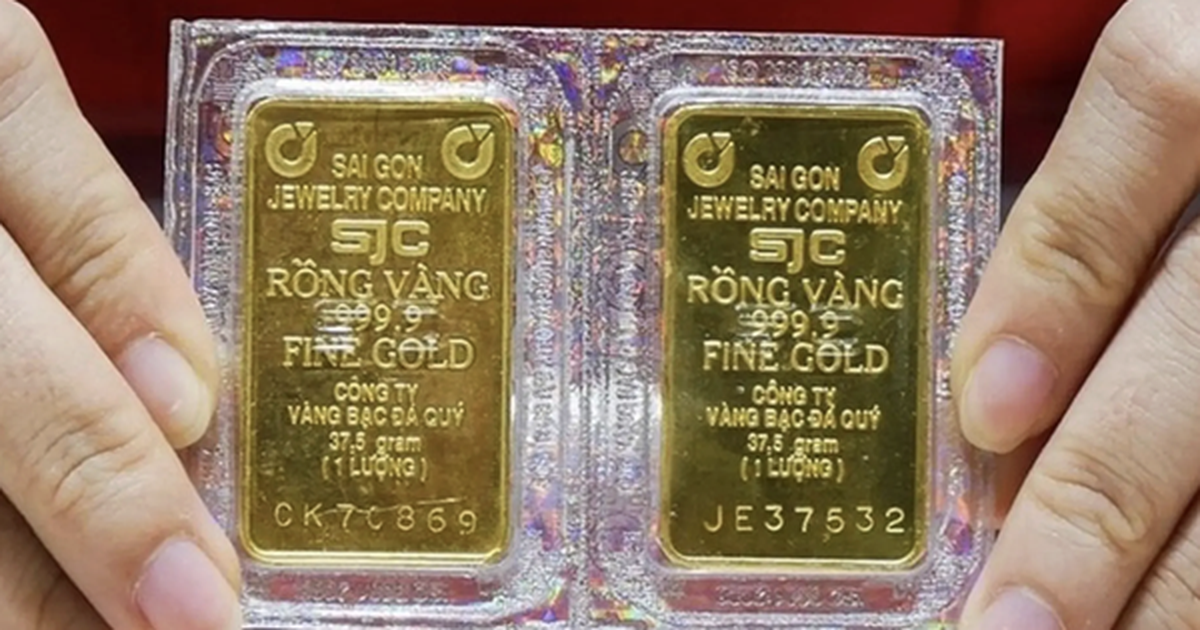 SAI GON
JEWELRY COMPANY
SJC
RỒNG VÀNG
999.9
FINE GOLD
CÔNG TY
VÀNG BẠC ĐÁ QUÝ
37,5 gram
(1 LƯỢNG)
SAI GON
JEWELRY COMPANY
SJC
RỒNG VÀNG
999.9
FINE GOLD
CÔNG TY
VÀNG BẠC ĐÁ QUÝ
37,5 gram
(1 LƯỢNG)
JE37532